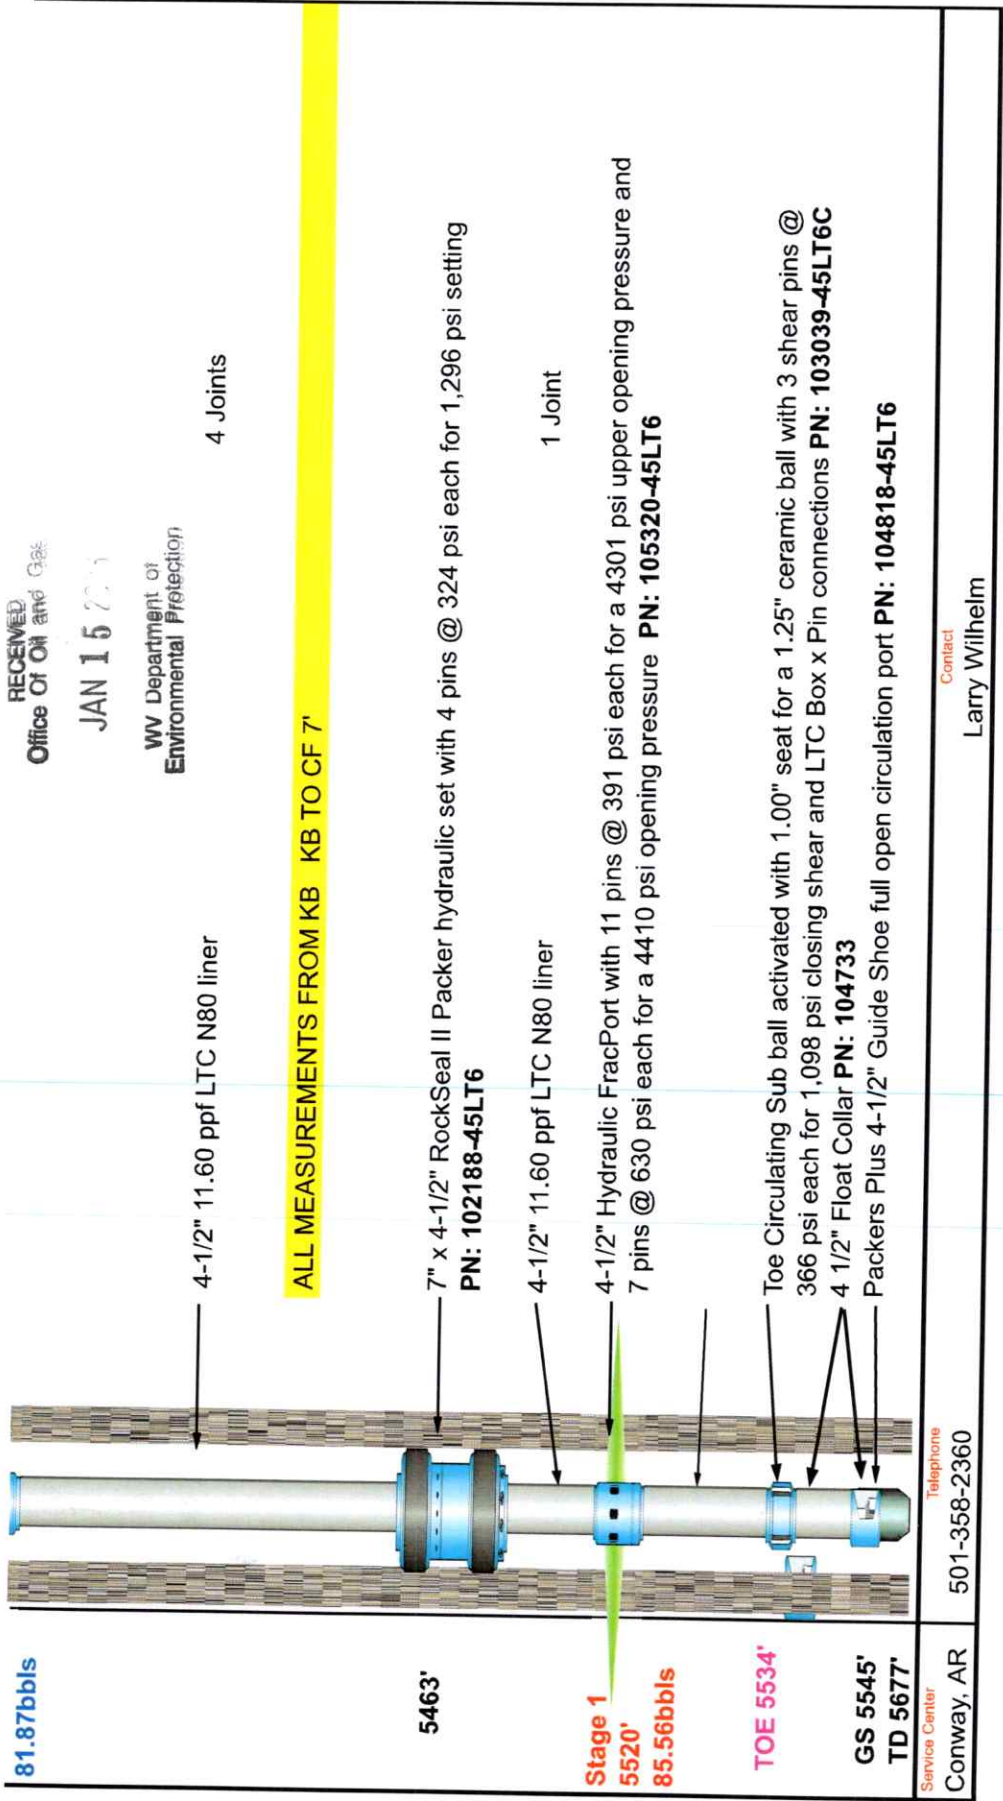 RECEIVED
Office Of Oil and Gas
JAN 15
WV Department of
Environmental Protection
81.87bbls
4-1/2" 11.60 ppf LTC N80 liner
4 Joints
ALL MEASUREMENTS FROM KB KB TO CF 7'
5463'
7" x 4-1/2" RockSeal II Packer hydraulic set with 4 pins @ 324 psi each for 1,296 psi setting
PN: 102188-45LT6
4-1/2" 11.60 ppf LTC N80 liner
1 Joint
Stage 1
5520'
85.56bbls
4-1/2" Hydraulic FracPort with 11 pins @ 391 psi each for a 4301 psi upper opening pressure and
7 pins @ 630 psi each for a 4410 psi opening pressure PN: 105320-45LT6
TOE 5534'
Toe Circulating Sub ball activated with 1.00" seat for a 1.25" ceramic ball with 3 shear pins @
366 psi each for 1,098 psi closing shear and LTC Box x Pin connections PN: 103039-45LT6C
4 1/2" Float Collar PN: 104733
GS 5545'
Packers Plus 4-1/2" Guide Shoe full open circulation port PN: 104818-45LT6
TD 5677'
Service Center
Conway, AR
Telephone
501-358-2360
Contact
Larry Wilhelm